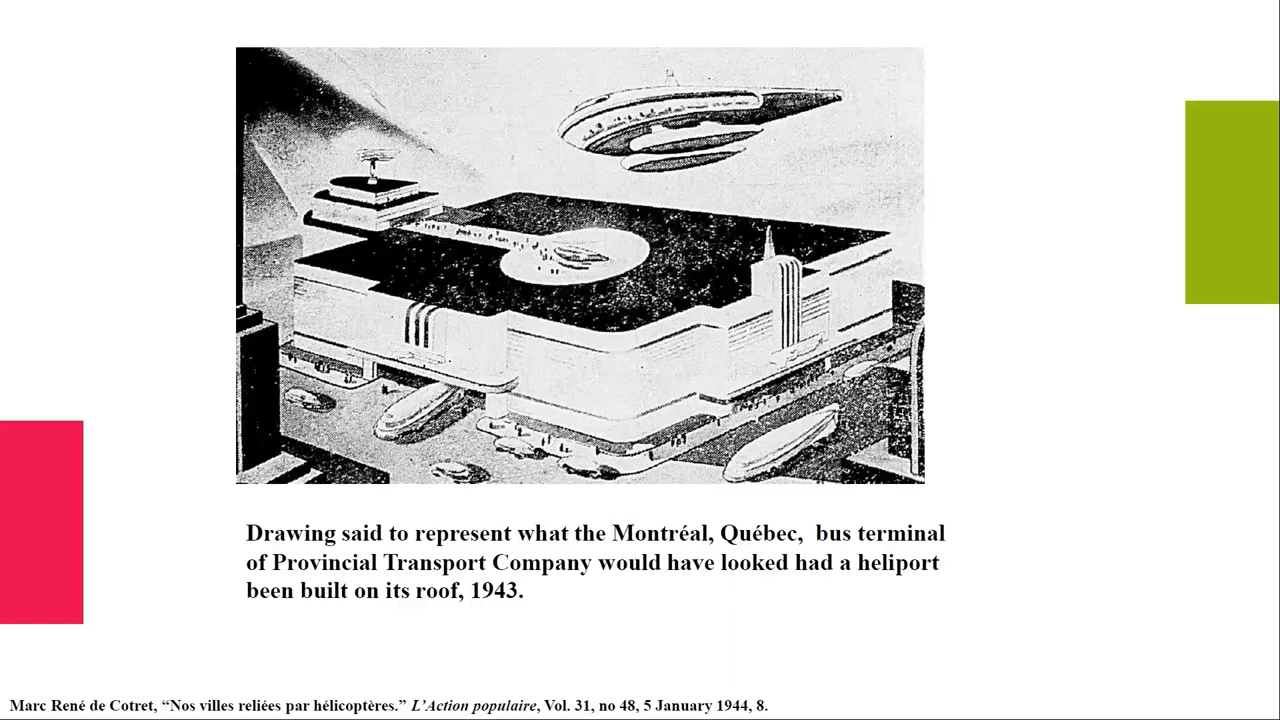 Drawing said to represent what the Montréal, Québec,  bus terminal
of Provincial Transport Company would have looked had a heliport
been built on its roof, 1943.
Marc René de Cotret, “Nos villes reliées par hélicoptères.” L’Action populaire, Vol. 31, no 48, 5 January 1944, 8.